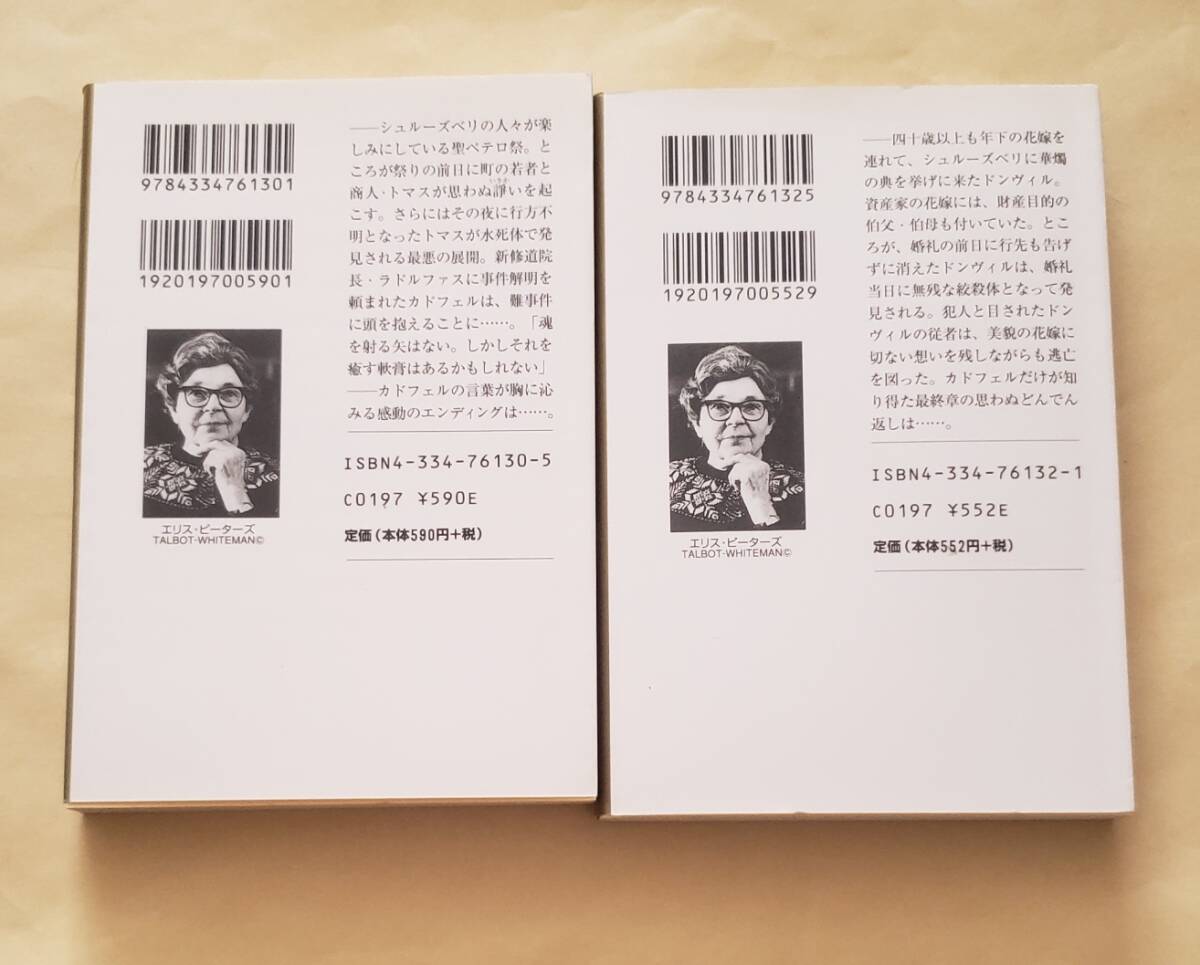 9784334761301
1920197005901
エリス・ピーターズ
TALBOT-WHITEMAN©
――シュルーズベリの人々が楽
しみにしている聖ペテロ祭。と
ころが祭りの前日に町の若者と
商人・トマスが思わぬ諍いを起
こす。さらにはその夜に行方不
明となったトマスが水死体で発
見される最悪の展開。新修道院
長・ラドルファスに事件解明を
頼まれたカドフェルは、難事件
に頭を抱えることに……。「魂
を射る矢はない。しかしそれを
癒す軟膏はあるかもしれない」
――カドフェルの言葉が胸に沁
みる感動のエンディングは……。
ISBN4-334-76130-5
C0197 ¥590E
定価(本体590円+税)
9784334761325
1920197005529
エリス・ピーターズ
TALBOT-WHITEMAN©
――四十歳以上も年下の花嫁を
連れて、シュルーズベリに華燭
の典を挙げに来たドンヴィル。
資産家の花嫁には、財産目的の
伯父・伯母も付いていた。とこ
ろが、婚礼の前日に行先も告げ
ずに消えたドンヴィルは、婚礼
当日に無残な絞殺体となって発
見される。犯人と目されたドン
ヴィルの従者は、美貌の花嫁に
切ない想いを残しながらも逃亡
を図った。カドフェルだけが知
り得た最終章の思わぬどんでん
返しは……。
ISBN4-334-76132-1
C0197 ¥552E
定価(本体552円+税)